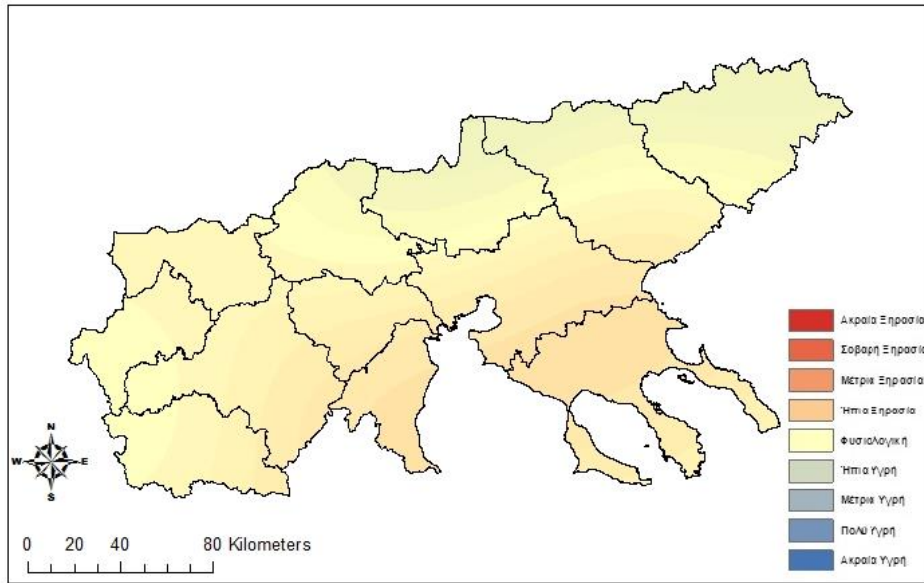 Ακραία Ξηρασία
Σοβαρή Ξηρασία
Μέτρια Ξηρασία
Ήπια Ξηρασία
Φυσιολογική
Ήπια Υγρή
Μέτρια Υγρή
Πολύ Υγρή
Ακραία Υγρή
N
W E
S
0 20 40 80 Kilometers